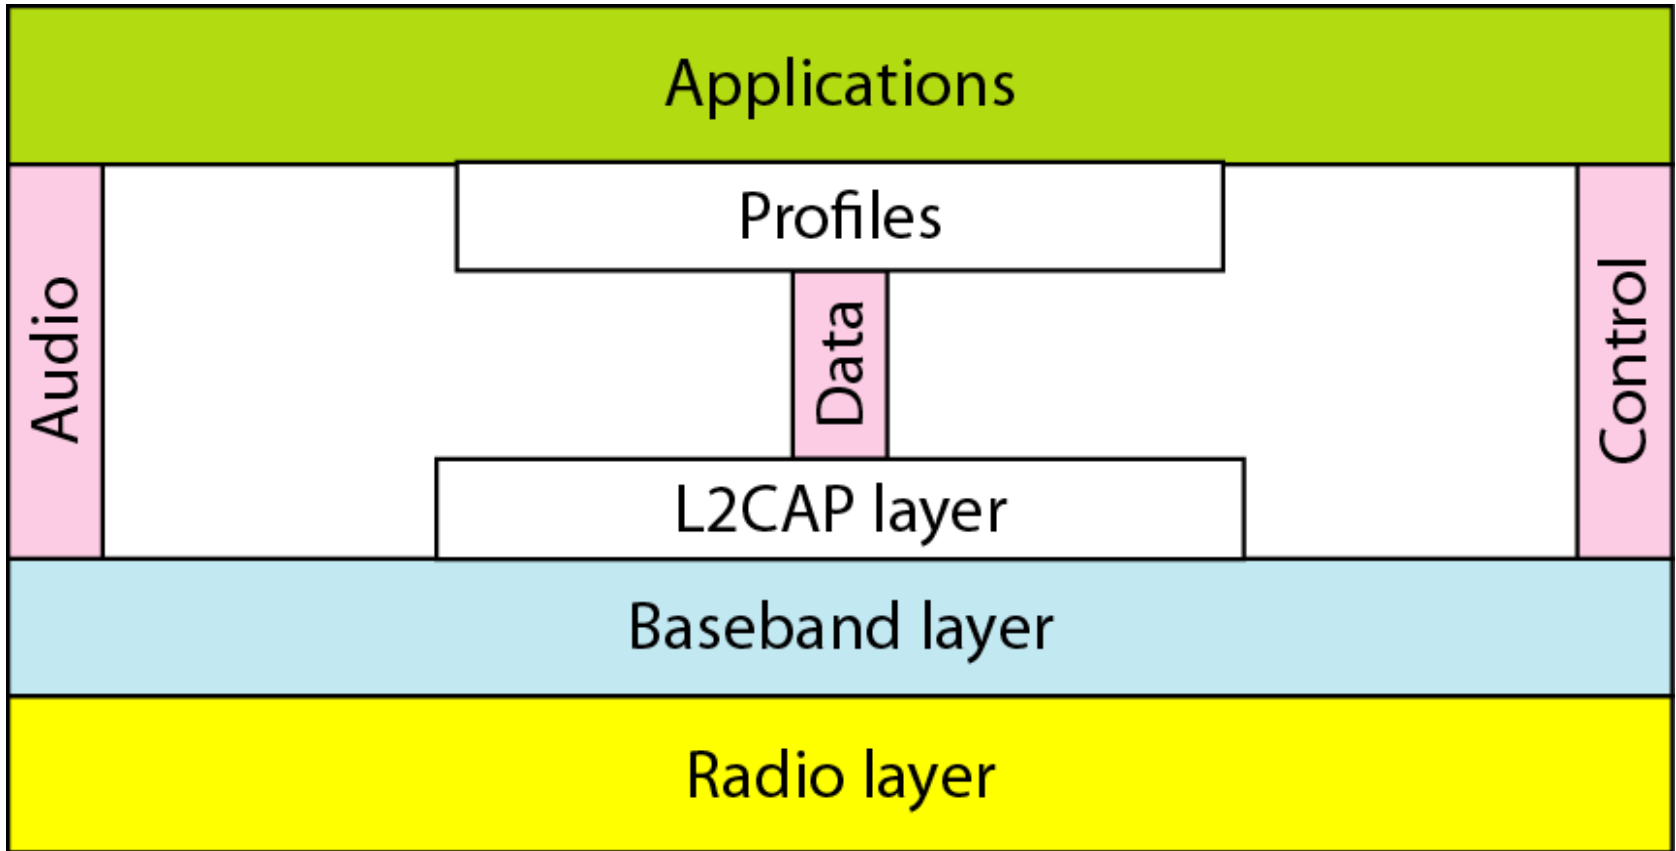 Applications
Profiles
Audio
Data
Control
L2CAP layer
Baseband layer
Radio layer